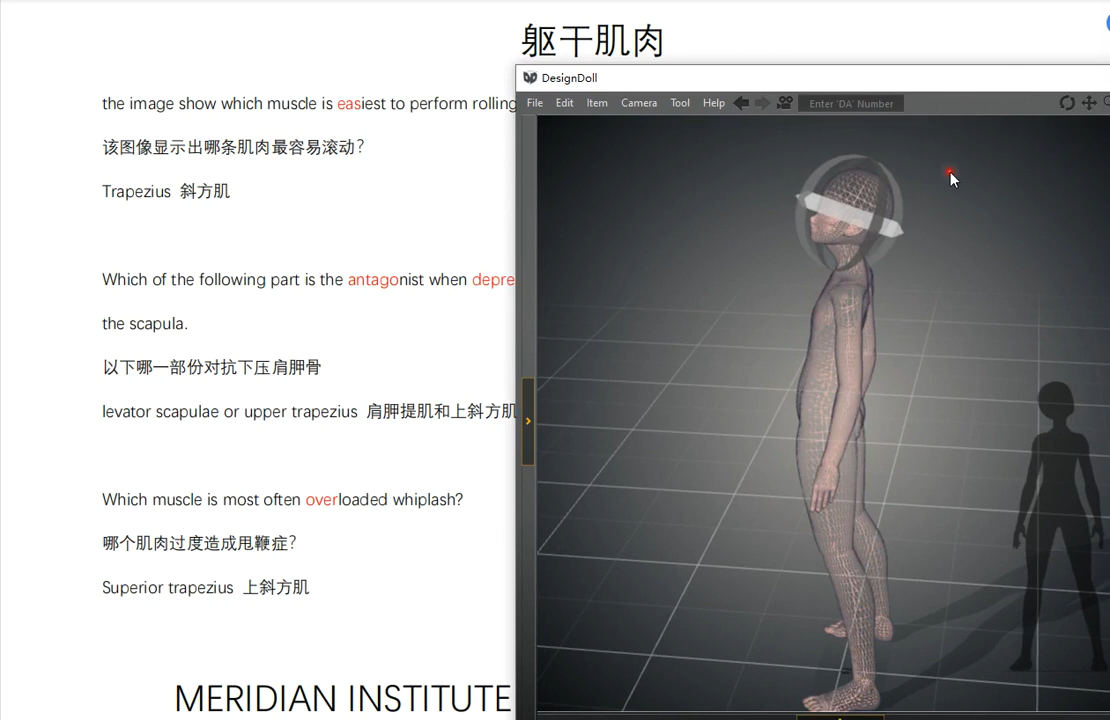 躯干肌肉
the image show which muscle is easiest to perform rolling
该图像显示出哪条肌肉最容易滚动?
Trapezius 斜方肌
Which of the following part is the antagonist when depre
the scapula.
以下哪一部份对抗下压肩胛骨
levator scapulae or upper trapezius 肩胛提肌和上斜方肌
Which muscle is most often overloaded whiplash?
哪个肌肉过度造成甩鞭症?
Superior trapezius 上斜方肌
MERIDIAN INSTITUTE
DesignDoll
File Edit Item Camera Tool Help Enter 'DA' Number